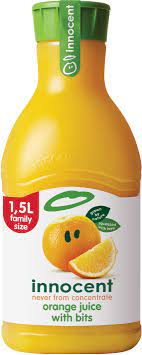 innocent
1,5L
family
size
innocent
never from concentrate
orange juice
with bits